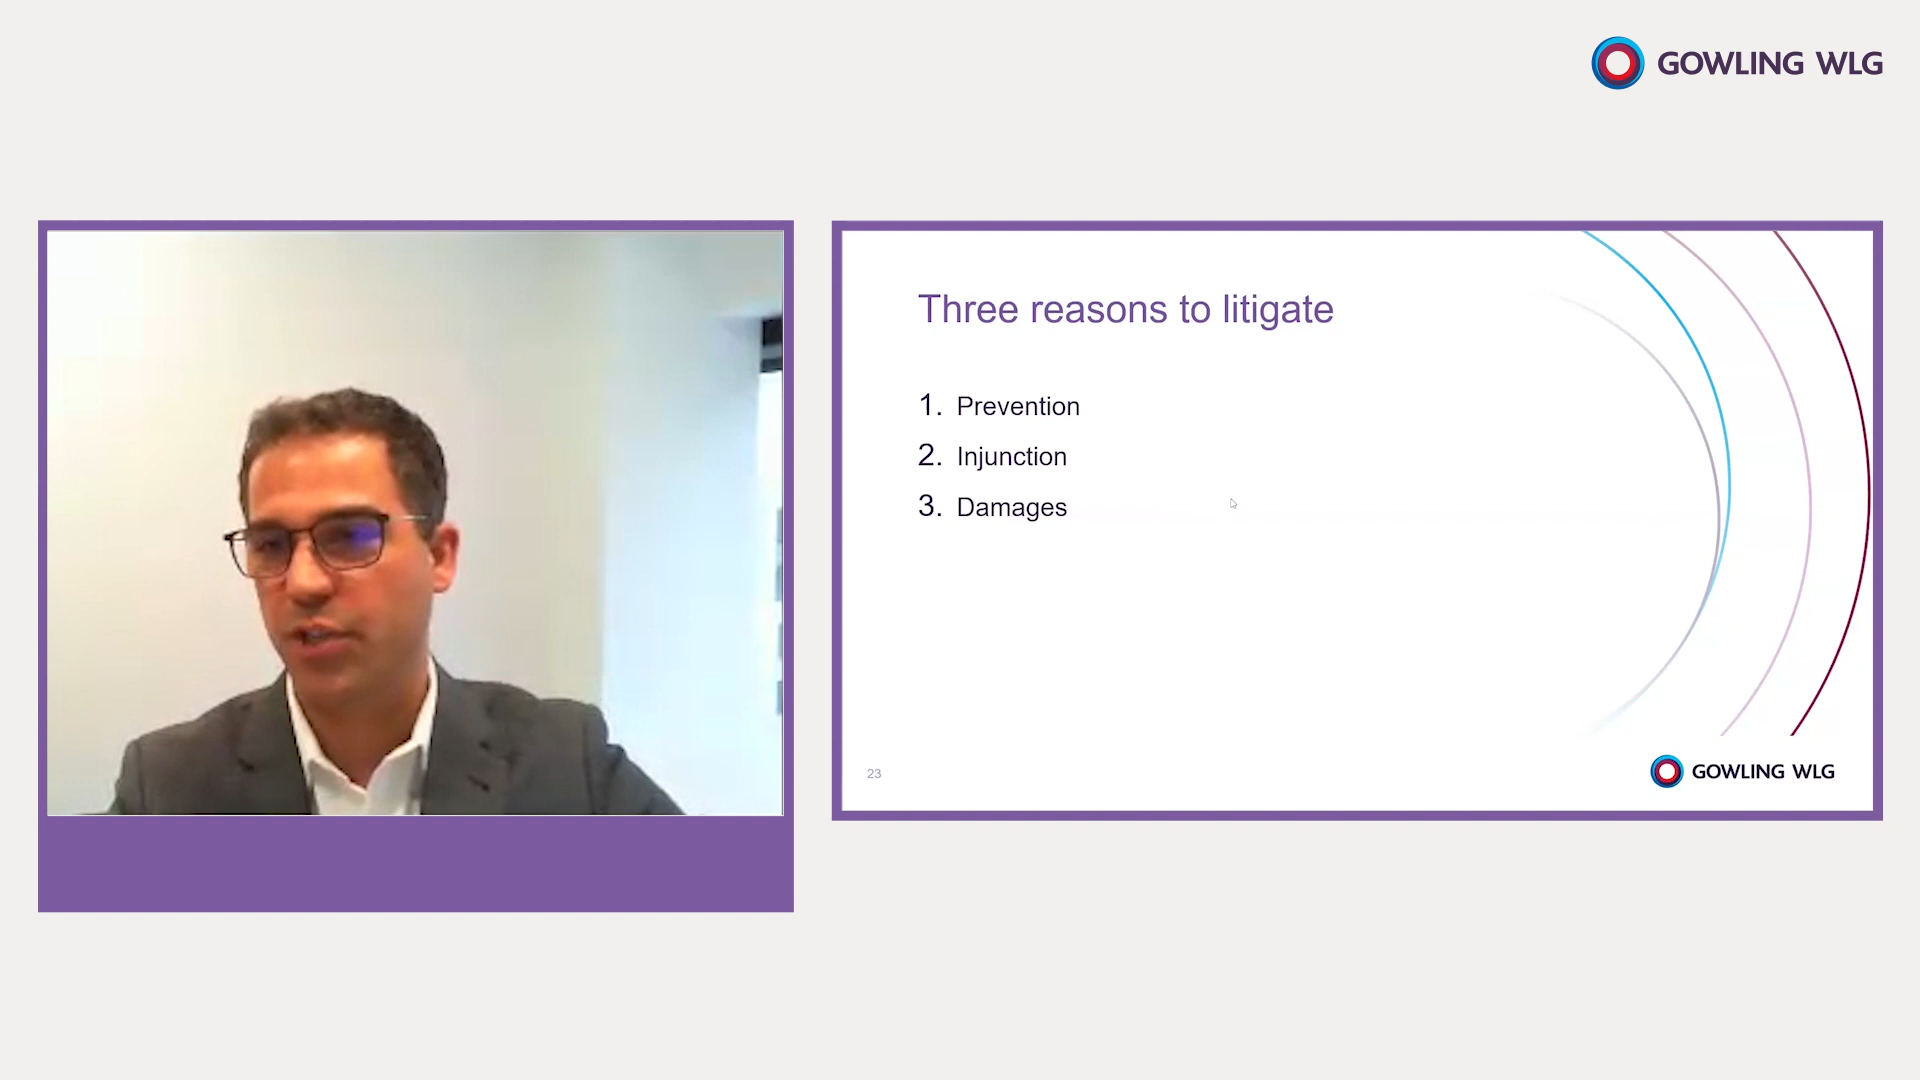 GOWLING WLG
Three reasons to litigate
1. Prevention
2. Injunction
3. Damages
23
GOWLING WLG